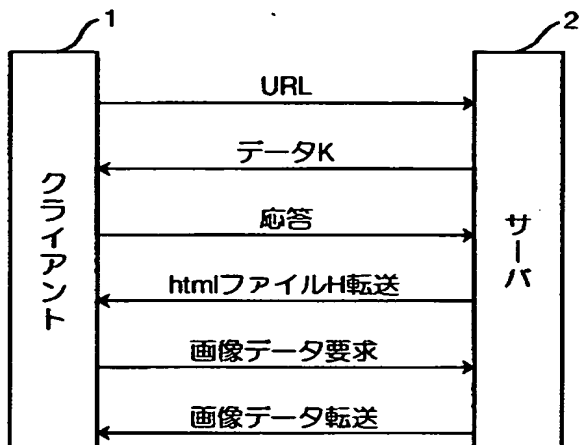 1
2
URL
データK
応答
htmlファイルH転送
画像データ要求
画像データ転送
クライアント
サーバ